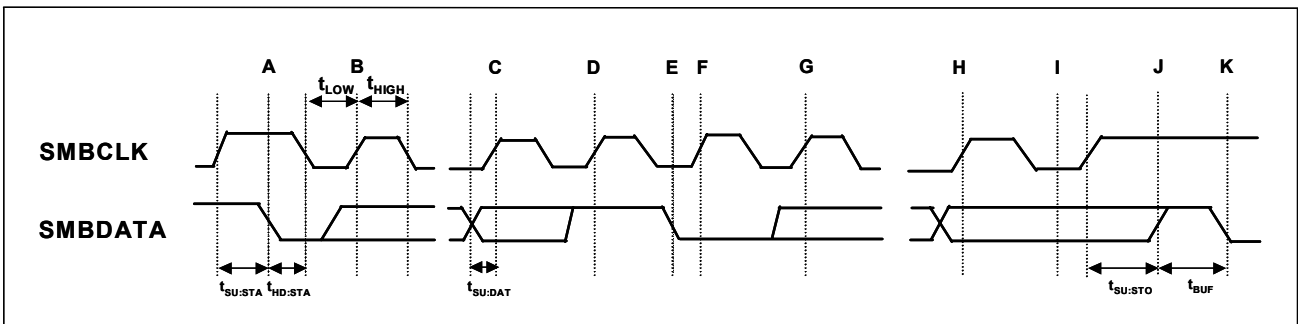 A B C D E F G H I J K
tLOW tHIGH
SMBCLK
SMBDATA
tSU:STA tHD:STA tSU:DAT tSU:STO tBUF